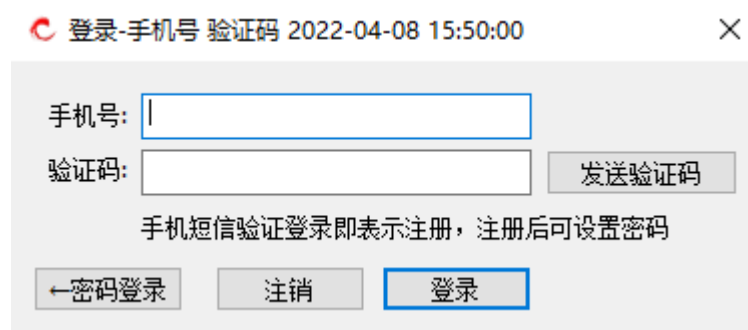 登录-手机号 验证码 2022-04-08 15:50:00
手机号:
验证码:
发送验证码
手机短信验证登录即表示注册，注册后可设置密码
←密码登录 注销 登录